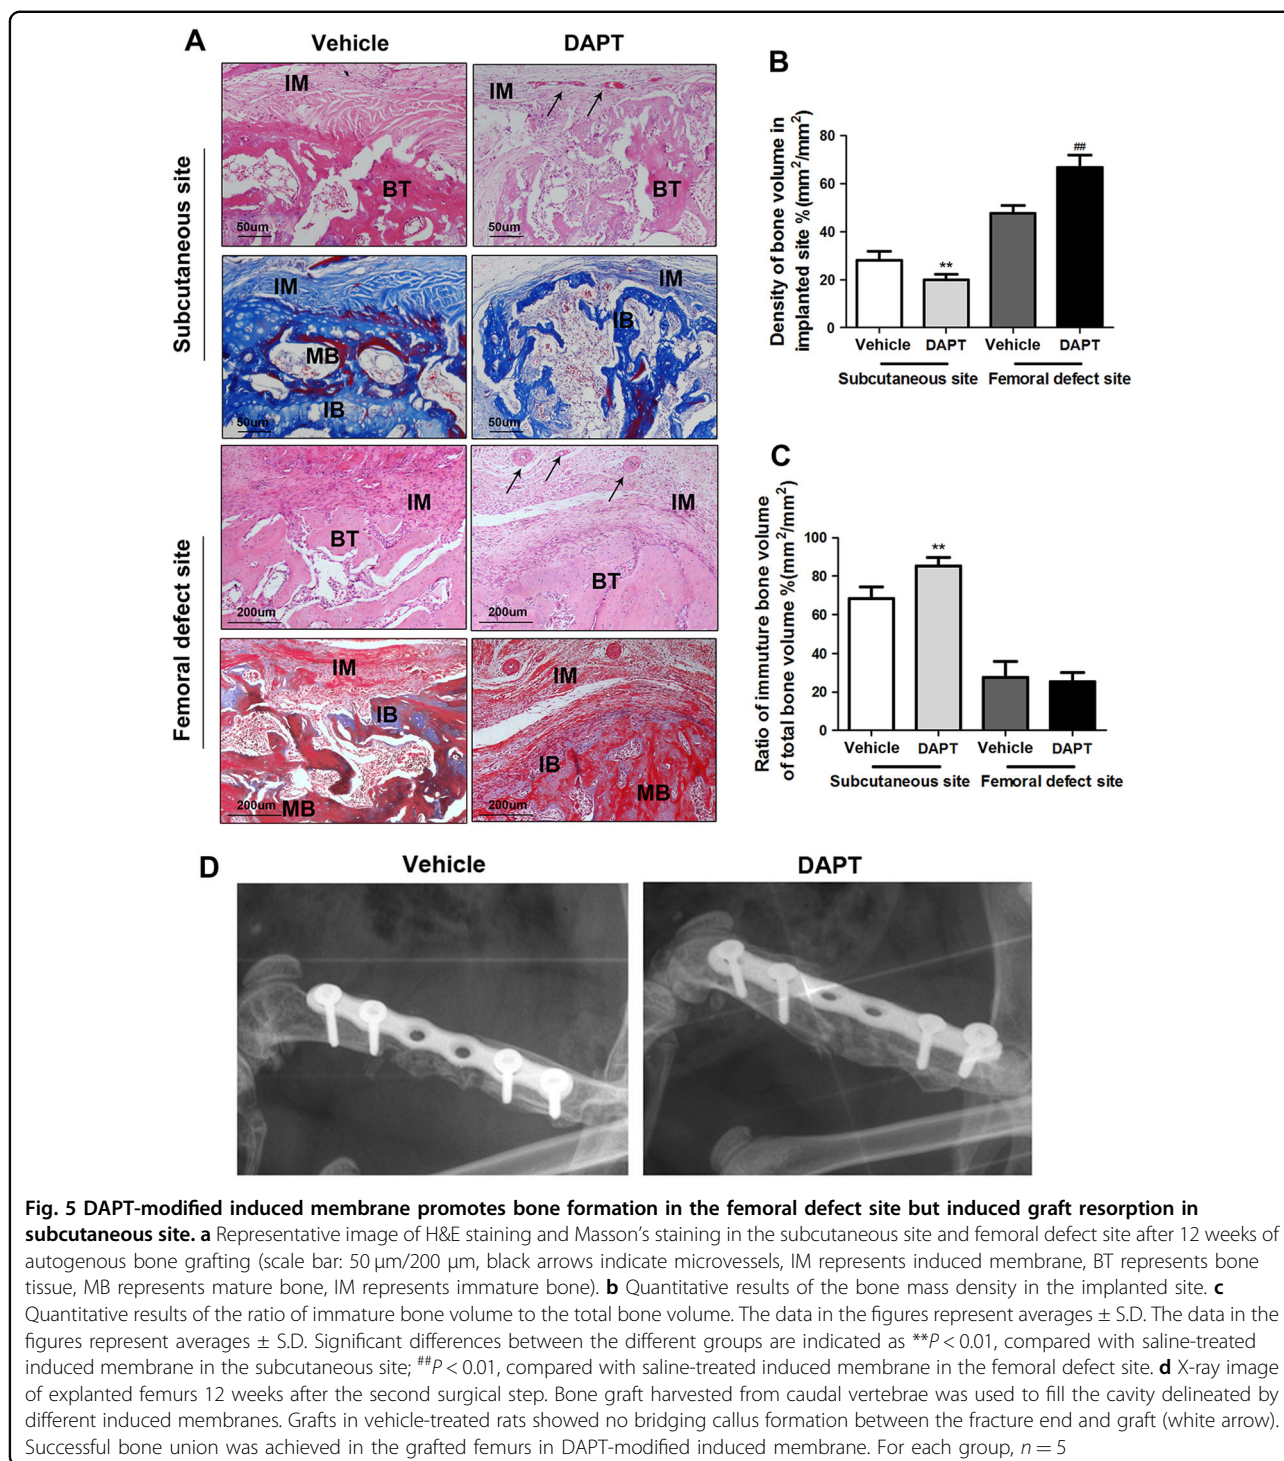 A
Vehicle
DAPT
Subcutaneous site
IM
BT
50um
IM
BT
50um
IM
MB
IB
50um
IM
IB
50um
Femoral defect site
IM
BT
200um
IM
BT
200um
IM
IB
MB
200um
IM
IB
MB
200um
B
Density of bone volume in
implanted site %(mm²/mm²)
80
60
40
20
0
**
##
Vehicle DAPT Vehicle DAPT
Subcutaneous site Femoral defect site
C
Ratio of immuture bone volume
of total bone volume %(mm²/mm²)
100
80
60
40
20
0
**
Vehicle DAPT Vehicle DAPT
Subcutaneous site Femoral defect site
D
Vehicle
DAPT
Fig. 5 DAPT-modified induced membrane promotes bone formation in the femoral defect site but induced graft resorption in
subcutaneous site. a Representative image of H&E staining and Masson's staining in the subcutaneous site and femoral defect site after 12 weeks of
autogenous bone grafting (scale bar: 50 µm/200 µm, black arrows indicate microvessels, IM represents induced membrane, BT represents bone
tissue, MB represents mature bone, IM represents immature bone). b Quantitative results of the bone mass density in the implanted site. c
Quantitative results of the ratio of immature bone volume to the total bone volume. The data in the figures represent averages ± S.D. The data in the
figures represent averages ± S.D. Significant differences between the different groups are indicated as **P < 0.01, compared with saline-treated
induced membrane in the subcutaneous site; ##P < 0.01, compared with saline-treated induced membrane in the femoral defect site. d X-ray image
of explanted femurs 12 weeks after the second surgical step. Bone graft harvested from caudal vertebrae was used to fill the cavity delineated by
different induced membranes. Grafts in vehicle-treated rats showed no bridging callus formation between the fracture end and graft (white arrow).
Successful bone union was achieved in the grafted femurs in DAPT-modified induced membrane. For each group, n = 5